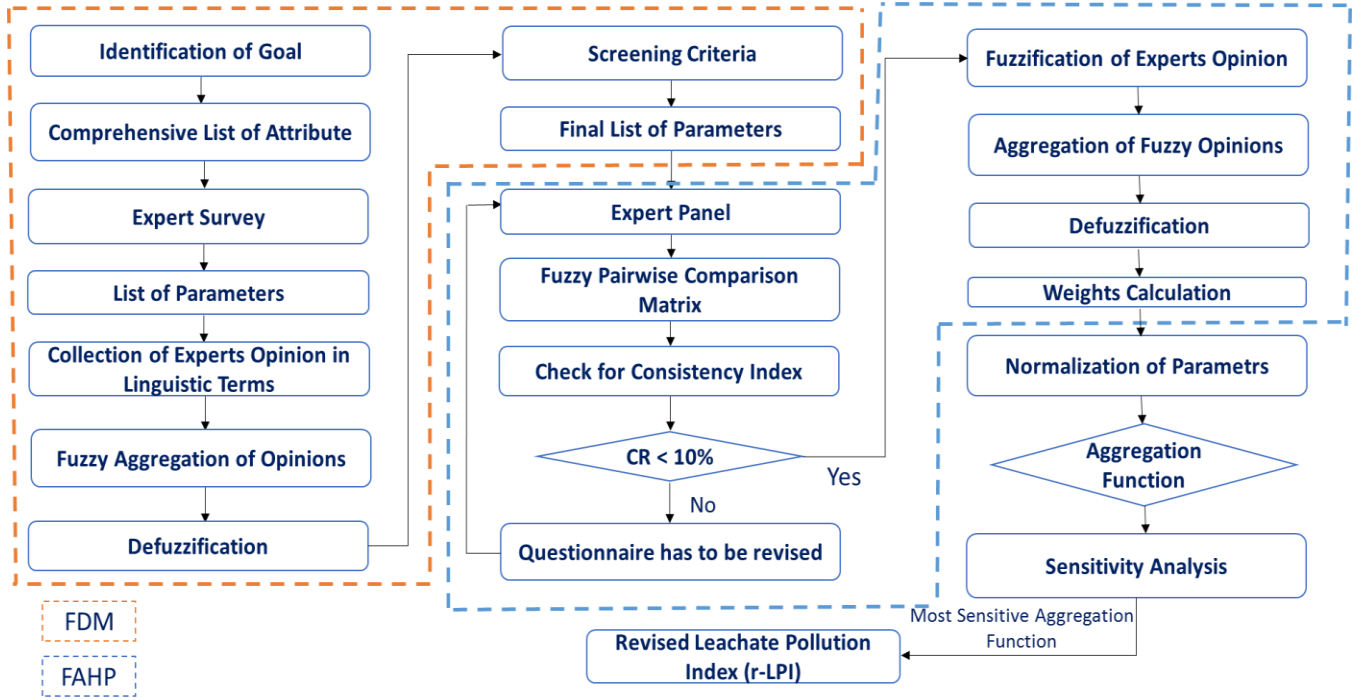 Identification of Goal
Comprehensive List of Attribute
Expert Survey
List of Parameters
Collection of Experts Opinion in
Linguistic Terms
Fuzzy Aggregation of Opinions
Defuzzification
Screening Criteria
Final List of Parameters
Expert Panel
Fuzzy Pairwise Comparison
Matrix
Check for Consistency Index
CR < 10%
Yes
No
Questionnaire has to be revised
Fuzzification of Experts Opinion
Aggregation of Fuzzy Opinions
Defuzzification
Weights Calculation
Normalization of Parametrs
Aggregation
Function
Sensitivity Analysis
Most Sensitive Aggregation
Function
Revised Leachate Pollution
Index (r-LPI)
FDM
FAHP